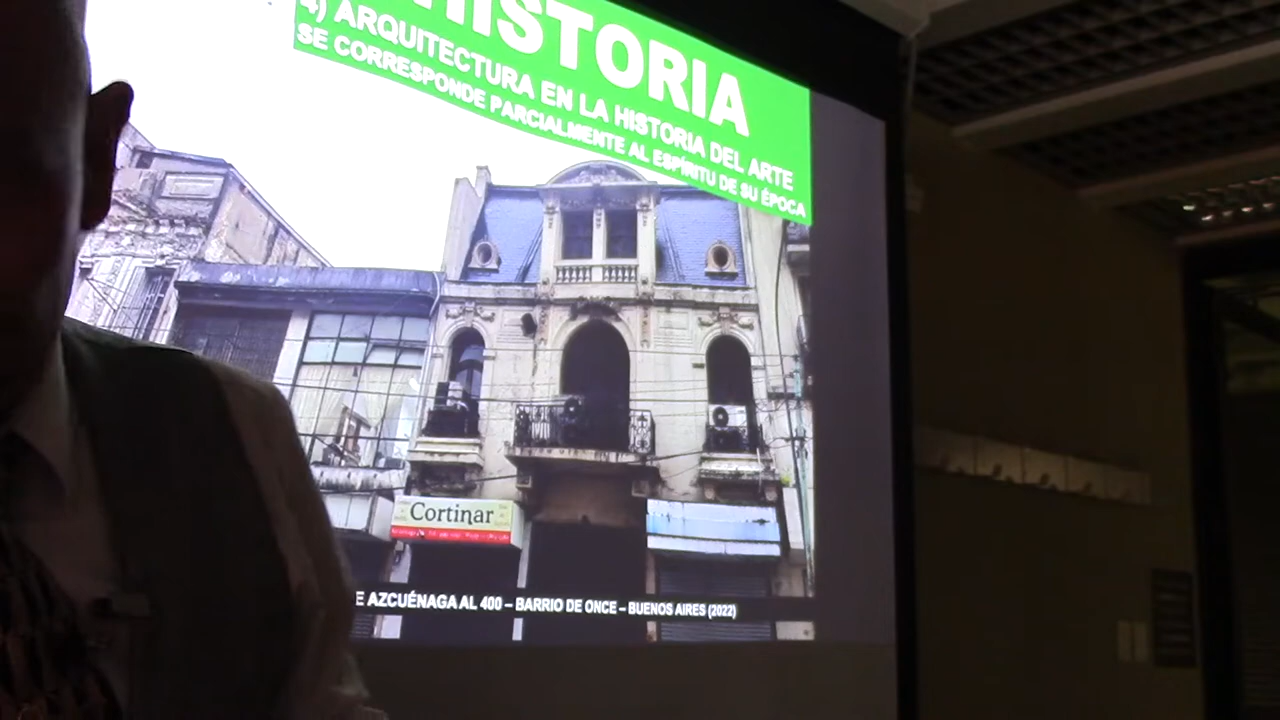 HISTORIA
4) ARQUITECTURA EN LA HISTORIA DEL ARTE
SE CORRESPONDE PARCIALMENTE AL ESPÍRITU DE SU ÉPOCA
Cortinar
E AZCUÉNAGA AL 400 – BARRIO DE ONCE – BUENOS AIRES (2022)